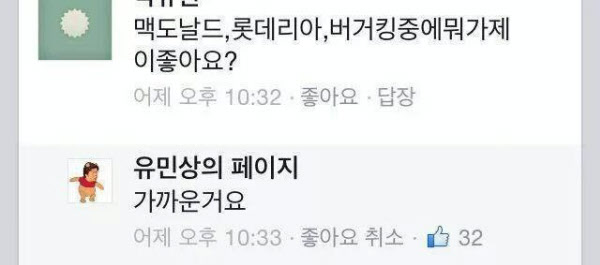 맥도날드,롯데리아,버거킹중에뭐가제
이좋아요?
어제 오후 10:32 · 좋아요 · 답장
유민상의 페이지
가까운거요
어제 오후 10:33 · 좋아요 취소 · 32